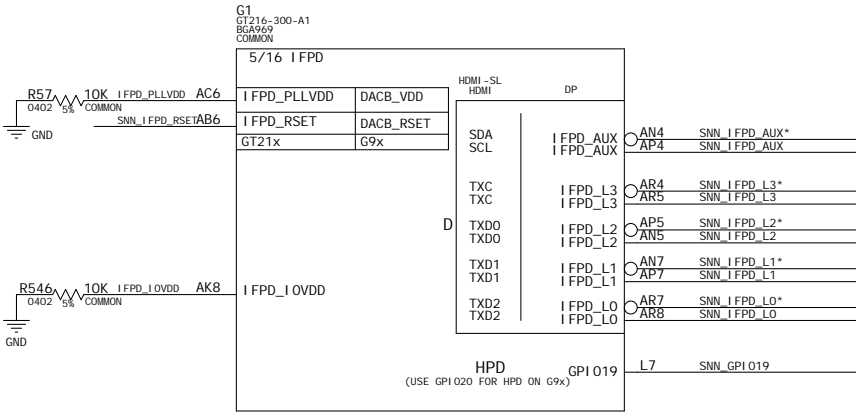 G1
GT216-300-A1
BGA969
COMMON
5/16 IFPD
R57 10K IFPD_PLLVDD AC6
0402 5% COMMON
GND
SNN_IFPD_RSET AB6
IFPD_PLLVDD DACB_VDD
IFPD_RSET DACB_RSET
GT21x G9x
HDMI-SL
HDMI DP
SDA IFPD_AUX AN4 SNN_IFPD_AUX*
SCL IFPD_AUX AP4 SNN_IFPD_AUX
TXC IFPD_L3 AR4 SNN_IFPD_L3*
TXC IFPD_L3 AR5 SNN_IFPD_L3
D
TXD0 IFPD_L2 AP5 SNN_IFPD_L2*
TXD0 IFPD_L2 AN5 SNN_IFPD_L2
TXD1 IFPD_L1 AN7 SNN_IFPD_L1*
TXD1 IFPD_L1 AP7 SNN_IFPD_L1
TXD2 IFPD_L0 AR7 SNN_IFPD_L0*
TXD2 IFPD_L0 AR8 SNN_IFPD_L0
R546 10K IFPD_IOVDD AK8 IFPD_IOVDD
0402 5% COMMON
GND
HPD GPIO19 L7 SNN_GPIO19
(USE GPIO20 FOR HPD ON G9x)